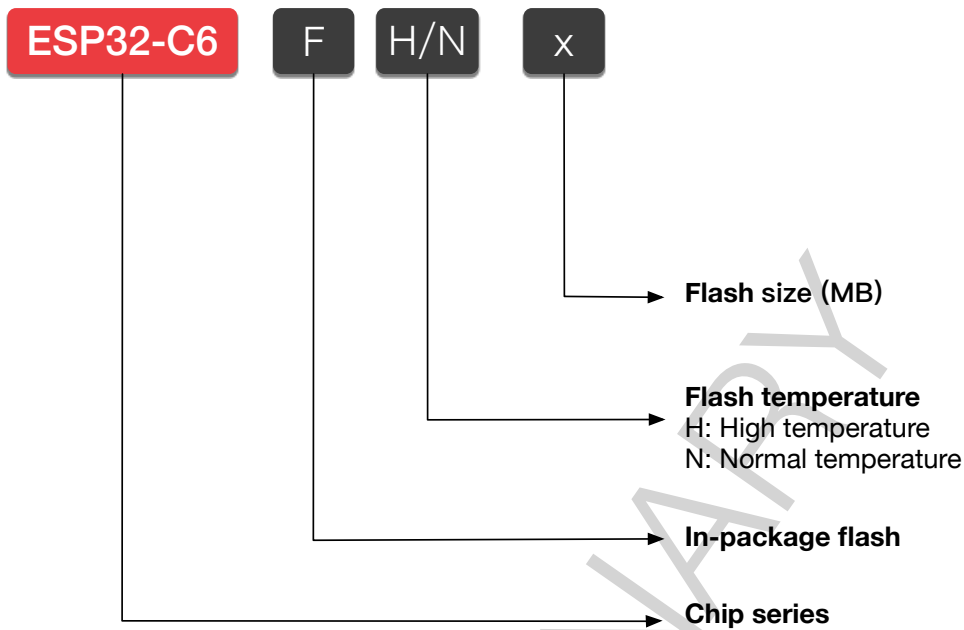 ESP32-C6 F H/N x
Flash size (MB)
Flash temperature
H: High temperature
N: Normal temperature
In-package flash
Chip series